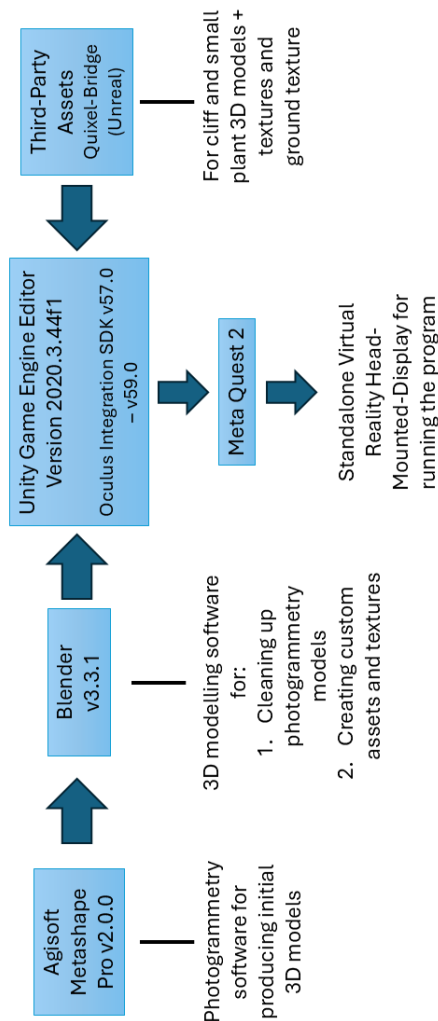 Agisoft
Metashape
Pro v2.0.0
Photogrammetry
software for
producing initial
3D models
Blender
v3.3.1
3D modelling software
for:
1. Cleaning up
photogrammetry
models
2. Creating custom
assets and textures
Unity Game Engine Editor
Version 2020.3.44f1
Oculus Integration SDK v57.0
– v59.0
Meta Quest 2
Standalone Virtual
Reality Head-
Mounted-Display for
running the program
Third-Party
Assets
Quixel-Bridge
(Unreal)
For cliff and small
plant 3D models +
textures and
ground texture